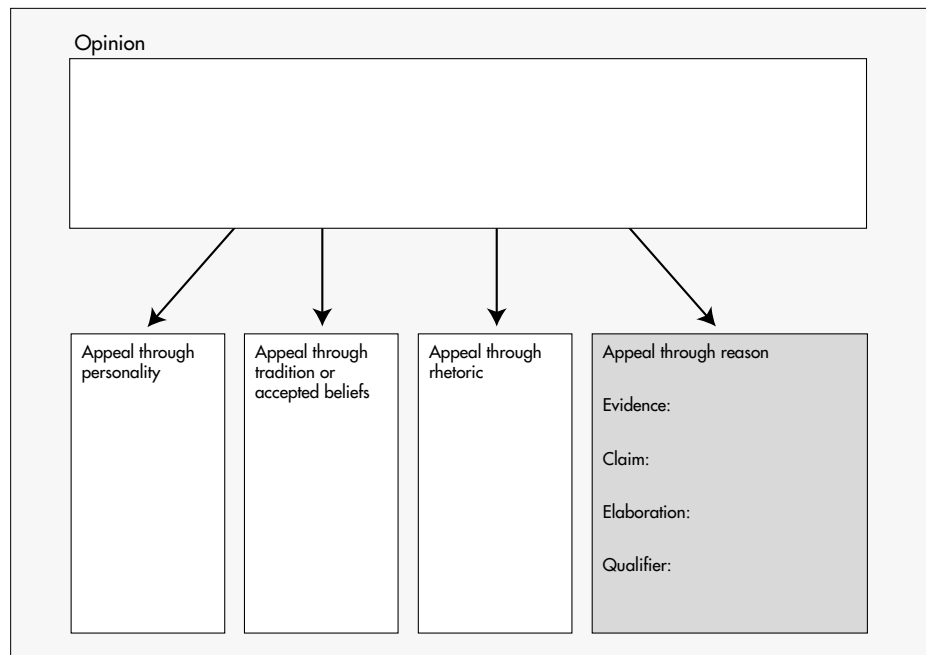 Opinion
Appeal through
personality
Appeal through
tradition or
accepted beliefs
Appeal through
rhetoric
Appeal through reason
Evidence:
Claim:
Elaboration:
Qualifier: